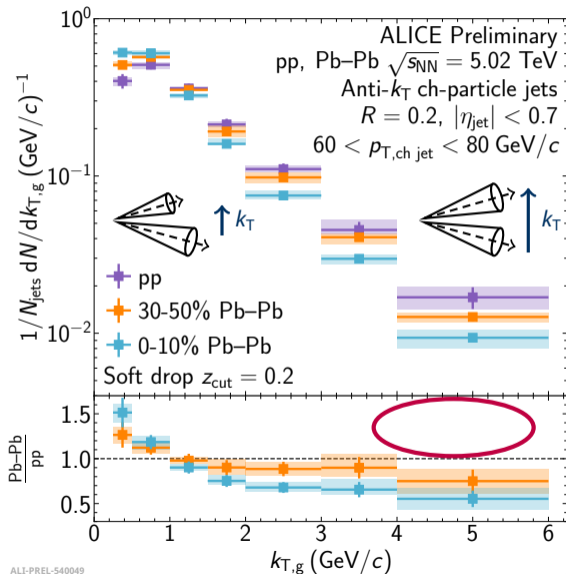 ALICE Preliminary
pp, Pb–Pb √sNN = 5.02 TeV
Anti-kT ch-particle jets
R = 0.2, |ηjet| < 0.7
60 < pT,ch jet < 80 GeV/c
1/Njets dN/dkT,g (GeV/c)⁻¹
10⁰
10⁻¹
10⁻²
kT
kT
pp
30-50% Pb–Pb
0-10% Pb–Pb
Soft drop zcut = 0.2
Pb–Pb
pp
1.5
1.0
0.5
0 1 2 3 4 5 6
kT,g (GeV/c)
ALI-PREL-540049